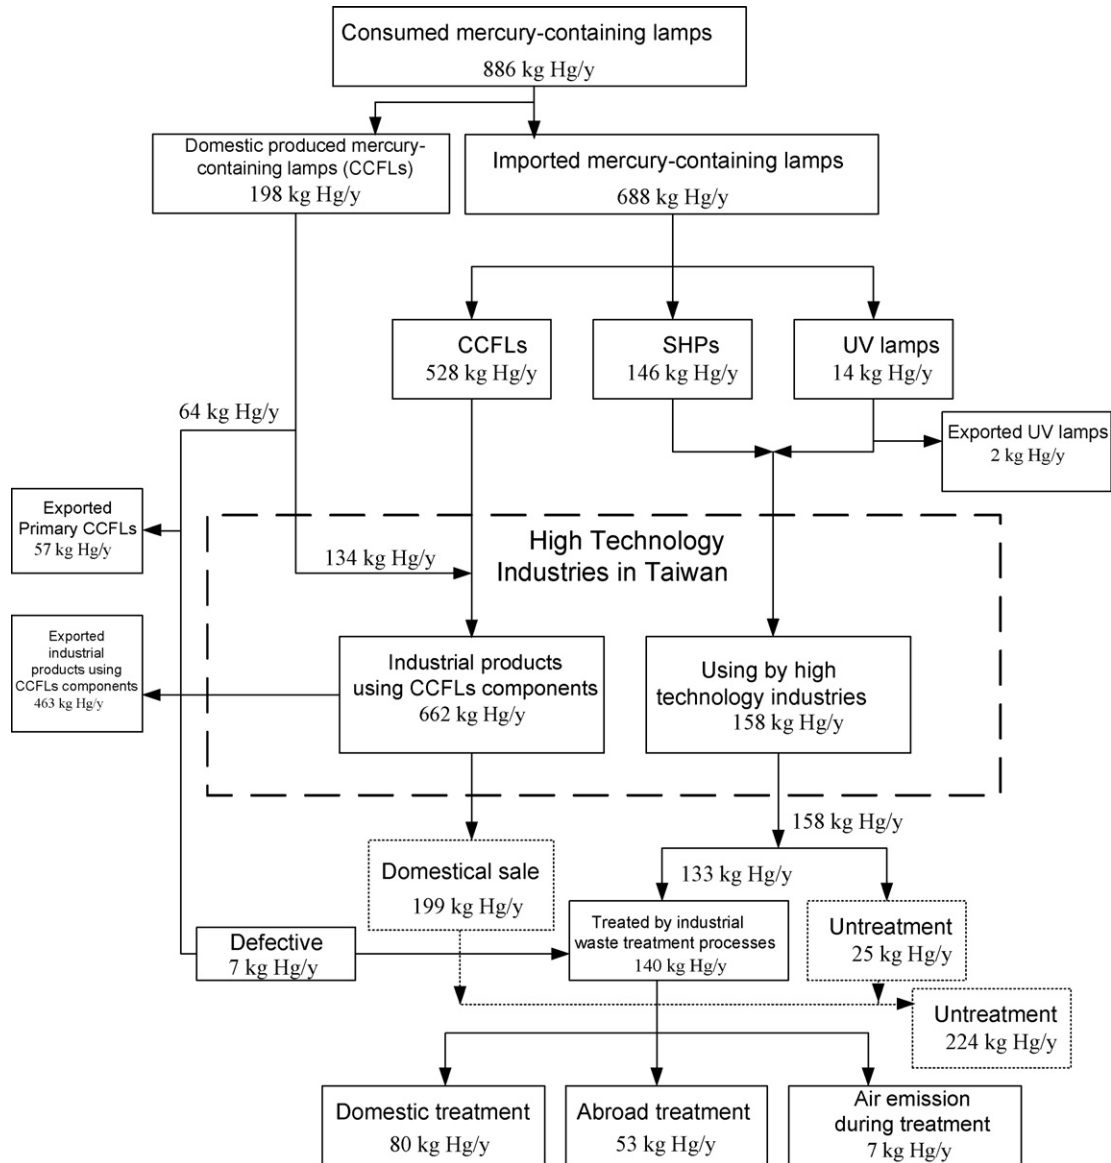 Consumed mercury-containing lamps
886 kg Hg/y
Domestic produced mercury-
containing lamps (CCFLs)
198 kg Hg/y
Imported mercury-containing lamps
688 kg Hg/y
CCFLs
528 kg Hg/y
SHPs
146 kg Hg/y
UV lamps
14 kg Hg/y
64 kg Hg/y
Exported UV lamps
2 kg Hg/y
Exported
Primary CCFLs
57 kg Hg/y
High Technology
Industries in Taiwan
134 kg Hg/y
Exported
industrial
products using
CCFLs components
463 kg Hg/y
Industrial products
using CCFLs components
662 kg Hg/y
Using by high
technology industries
158 kg Hg/y
158 kg Hg/y
Domestical sale
199 kg Hg/y
133 kg Hg/y
Treated by industrial
waste treatment processes
140 kg Hg/y
Untreatment
25 kg Hg/y
Defective
7 kg Hg/y
Untreatment
224 kg Hg/y
Domestic treatment
80 kg Hg/y
Abroad treatment
53 kg Hg/y
Air emission
during treatment
7 kg Hg/y